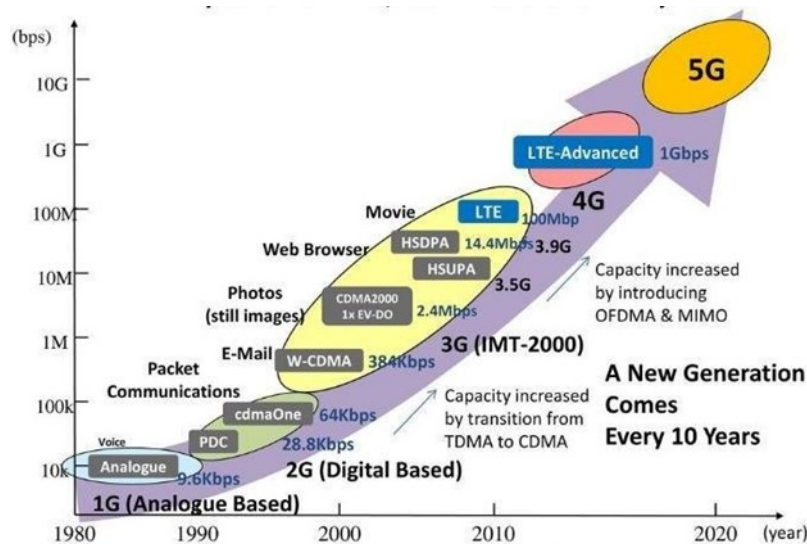 (bps)
10G
1G
100M
10M
1M
100k
10k
5G
LTE-Advanced
1Gbps
4G
Movie
LTE
100Mbp
HSDPA
14.4Mbps
3.9G
Web Browser
HSUPA
3.5G
Capacity increased
by introducing
OFDMA & MIMO
Photos
(still images)
CDMA2000
1x EV-DO
2.4Mbps
3G (IMT-2000)
E-Mail
W-CDMA
384Kbps
A New Generation
Comes
Every 10 Years
Packet
Communications
Capacity increased
by transition from
TDMA to CDMA
cdmaOne
64Kbps
PDC
28.8Kbps
2G (Digital Based)
Voice
Analogue
9.6Kbps
1G (Analogue Based)
1980
1990
2000
2010
2020
(year)